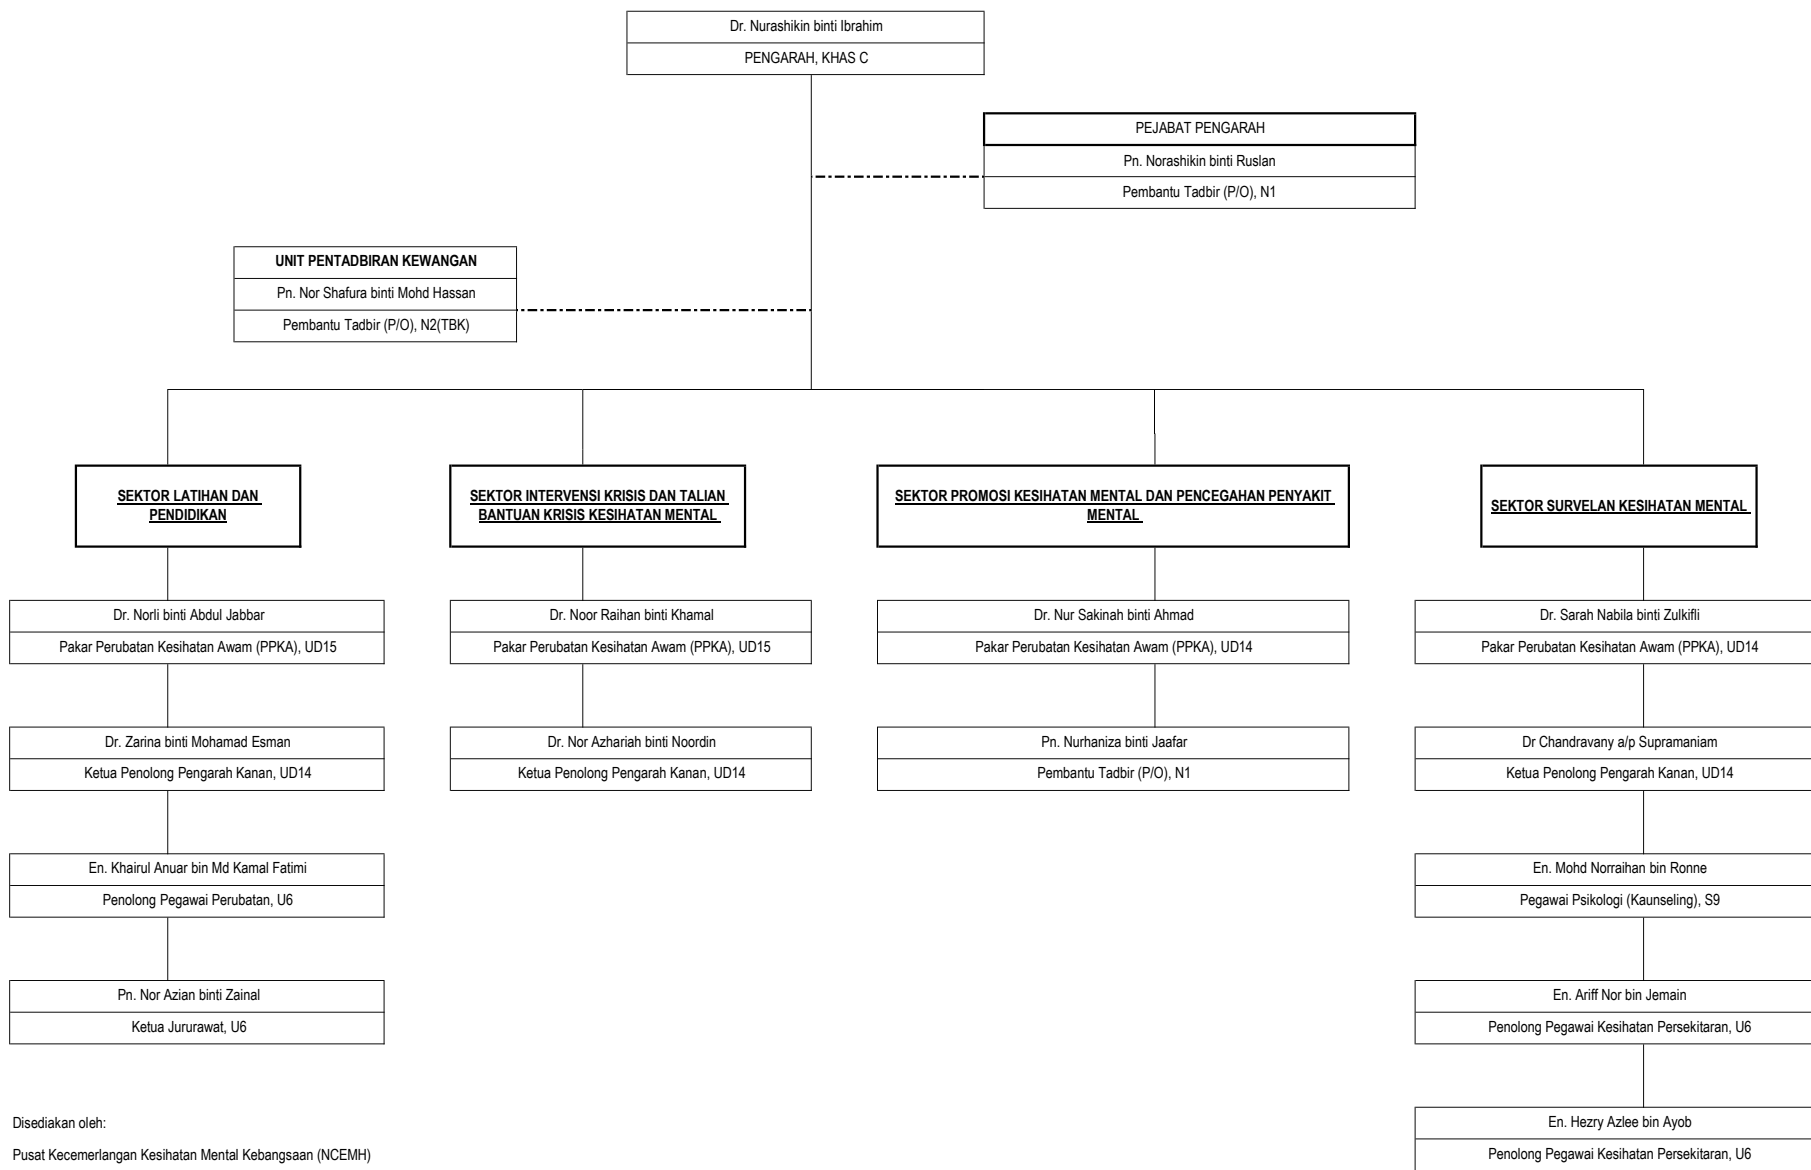 Dr. Nurashikin binti Ibrahim
PENGARAH, KHAS C
PEJABAT PENGARAH
Pn. Norashikin binti Ruslan
Pembantu Tadbir (P/O), N1
UNIT PENTADBIRAN KEWANGAN
Pn. Nor Shafura binti Mohd Hassan
Pembantu Tadbir (P/O), N2(TBK)
SEKTOR LATIHAN DAN
PENDIDIKAN
Dr. Norli binti Abdul Jabbar
Pakar Perubatan Kesihatan Awam (PPKA), UD15
Dr. Zarina binti Mohamad Esman
Ketua Penolong Pengarah Kanan, UD14
En. Khairul Anuar bin Md Kamal Fatimi
Penolong Pegawai Perubatan, U6
Pn. Nor Azian binti Zainal
Ketua Jururawat, U6
SEKTOR INTERVENSI KRISIS DAN TALIAN
BANTUAN KRISIS KESIHATAN MENTAL
Dr. Noor Raihan binti Khamal
Pakar Perubatan Kesihatan Awam (PPKA), UD15
Dr. Nor Azhariah binti Noordin
Ketua Penolong Pengarah Kanan, UD14
SEKTOR PROMOSI KESIHATAN MENTAL DAN PENCEGAHAN PENYAKIT
MENTAL
Dr. Nur Sakinah binti Ahmad
Pakar Perubatan Kesihatan Awam (PPKA), UD14
Pn. Nurhaniza binti Jaafar
Pembantu Tadbir (P/O), N1
SEKTOR SURVELAN KESIHATAN MENTAL
Dr. Sarah Nabila binti Zulkifli
Pakar Perubatan Kesihatan Awam (PPKA), UD14
Dr Chandravany a/p Supramaniam
Ketua Penolong Pengarah Kanan, UD14
En. Mohd Norraihan bin Ronne
Pegawai Psikologi (Kaunseling), S9
En. Ariff Nor bin Jemain
Penolong Pegawai Kesihatan Persekitaran, U6
En. Hezry Azlee bin Ayob
Penolong Pegawai Kesihatan Persekitaran, U6
Disediakan oleh:
Pusat Kecemerlangan Kesihatan Mental Kebangsaan (NCEMH)